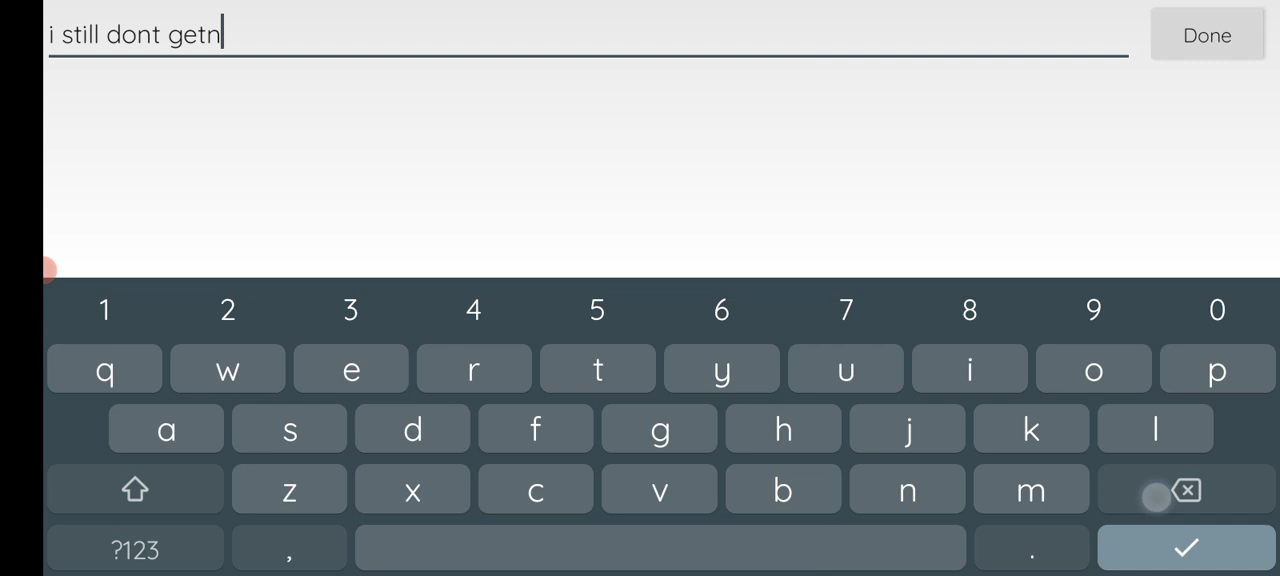 i still dont getn
Done
1 2 3 4 5 6 7 8 9 0
q w e r t y u i o p
a s d f g h j k l
z x c v b n m
?123 , .